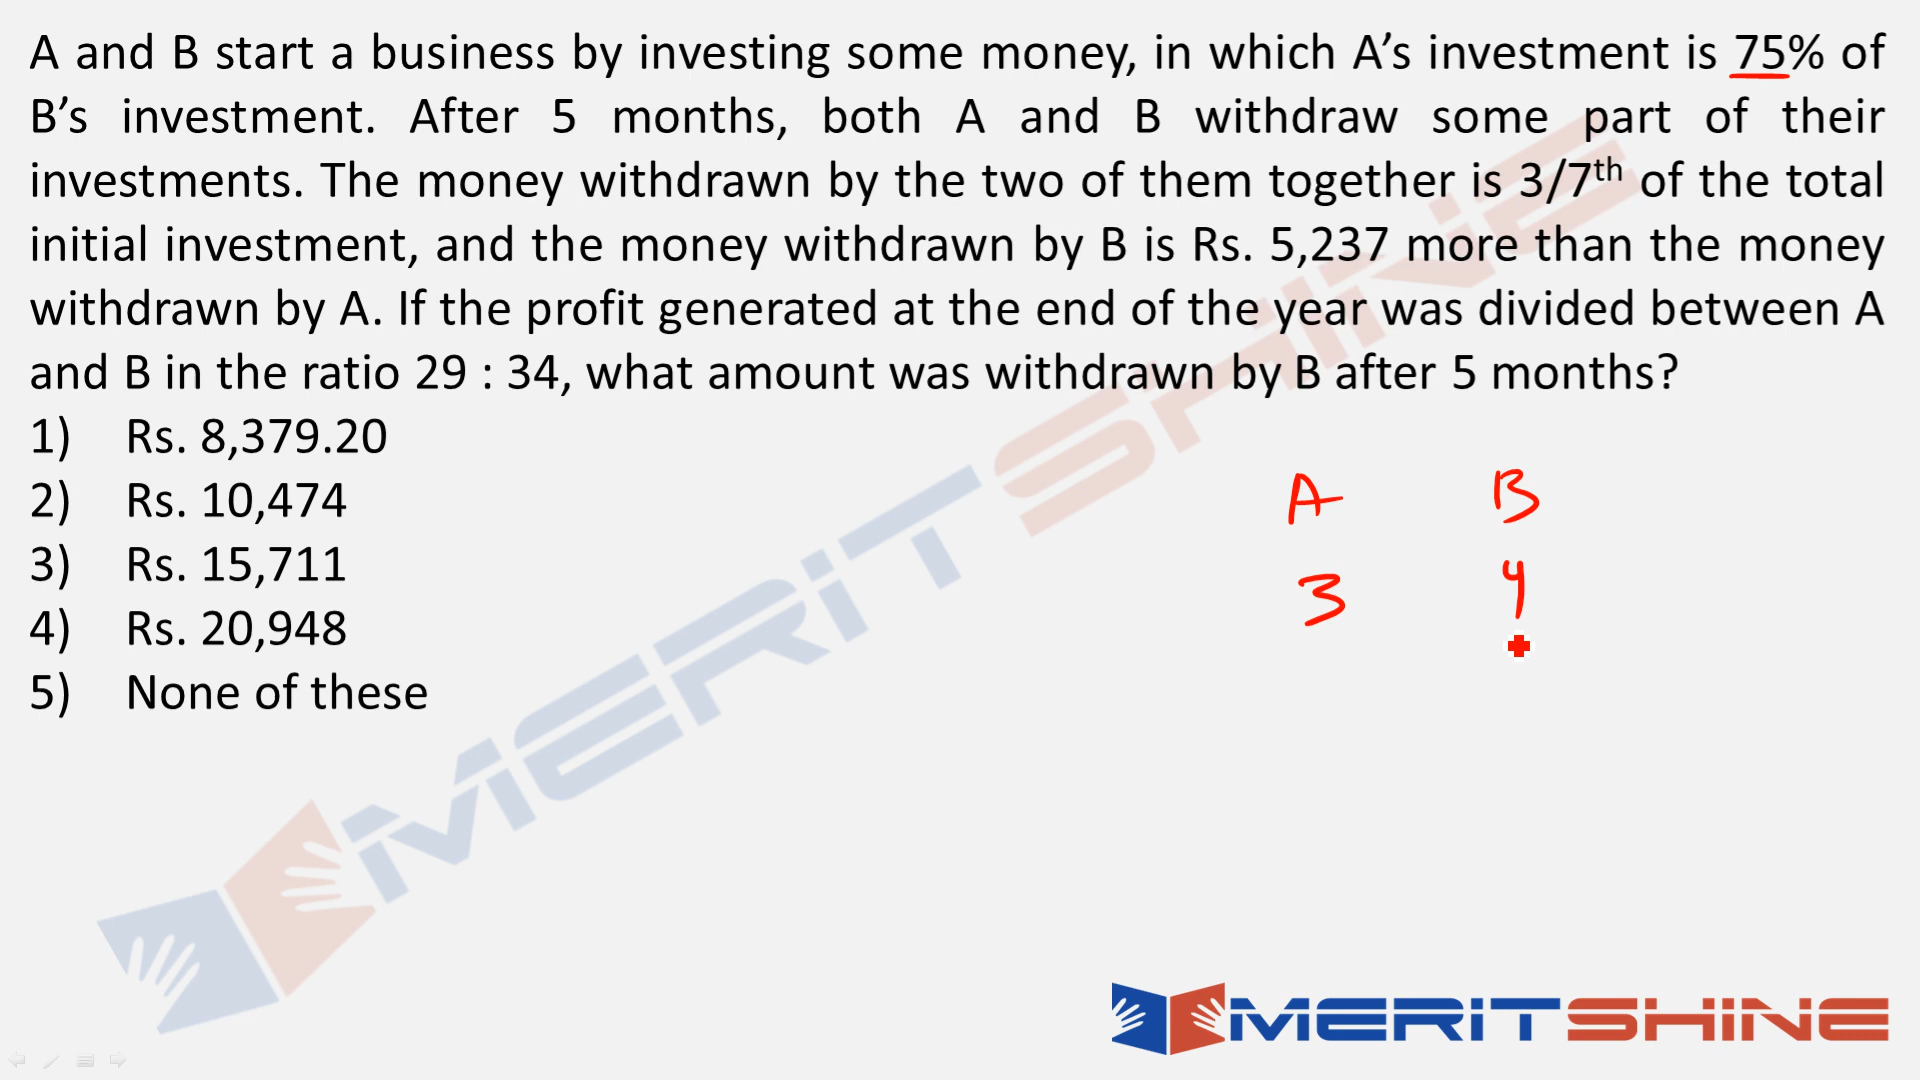 A and B start a business by investing some money, in which A’s investment is 75% of
B’s investment. After 5 months, both A and B withdraw some part of their
investments. The money withdrawn by the two of them together is 3/7th of the total
initial investment, and the money withdrawn by B is Rs. 5,237 more than the money
withdrawn by A. If the profit generated at the end of the year was divided between A
and B in the ratio 29 : 34, what amount was withdrawn by B after 5 months?
1) Rs. 8,379.20
2) Rs. 10,474
3) Rs. 15,711
4) Rs. 20,948
5) None of these
A B
3 4
MERITSHINE
MERITSHINE